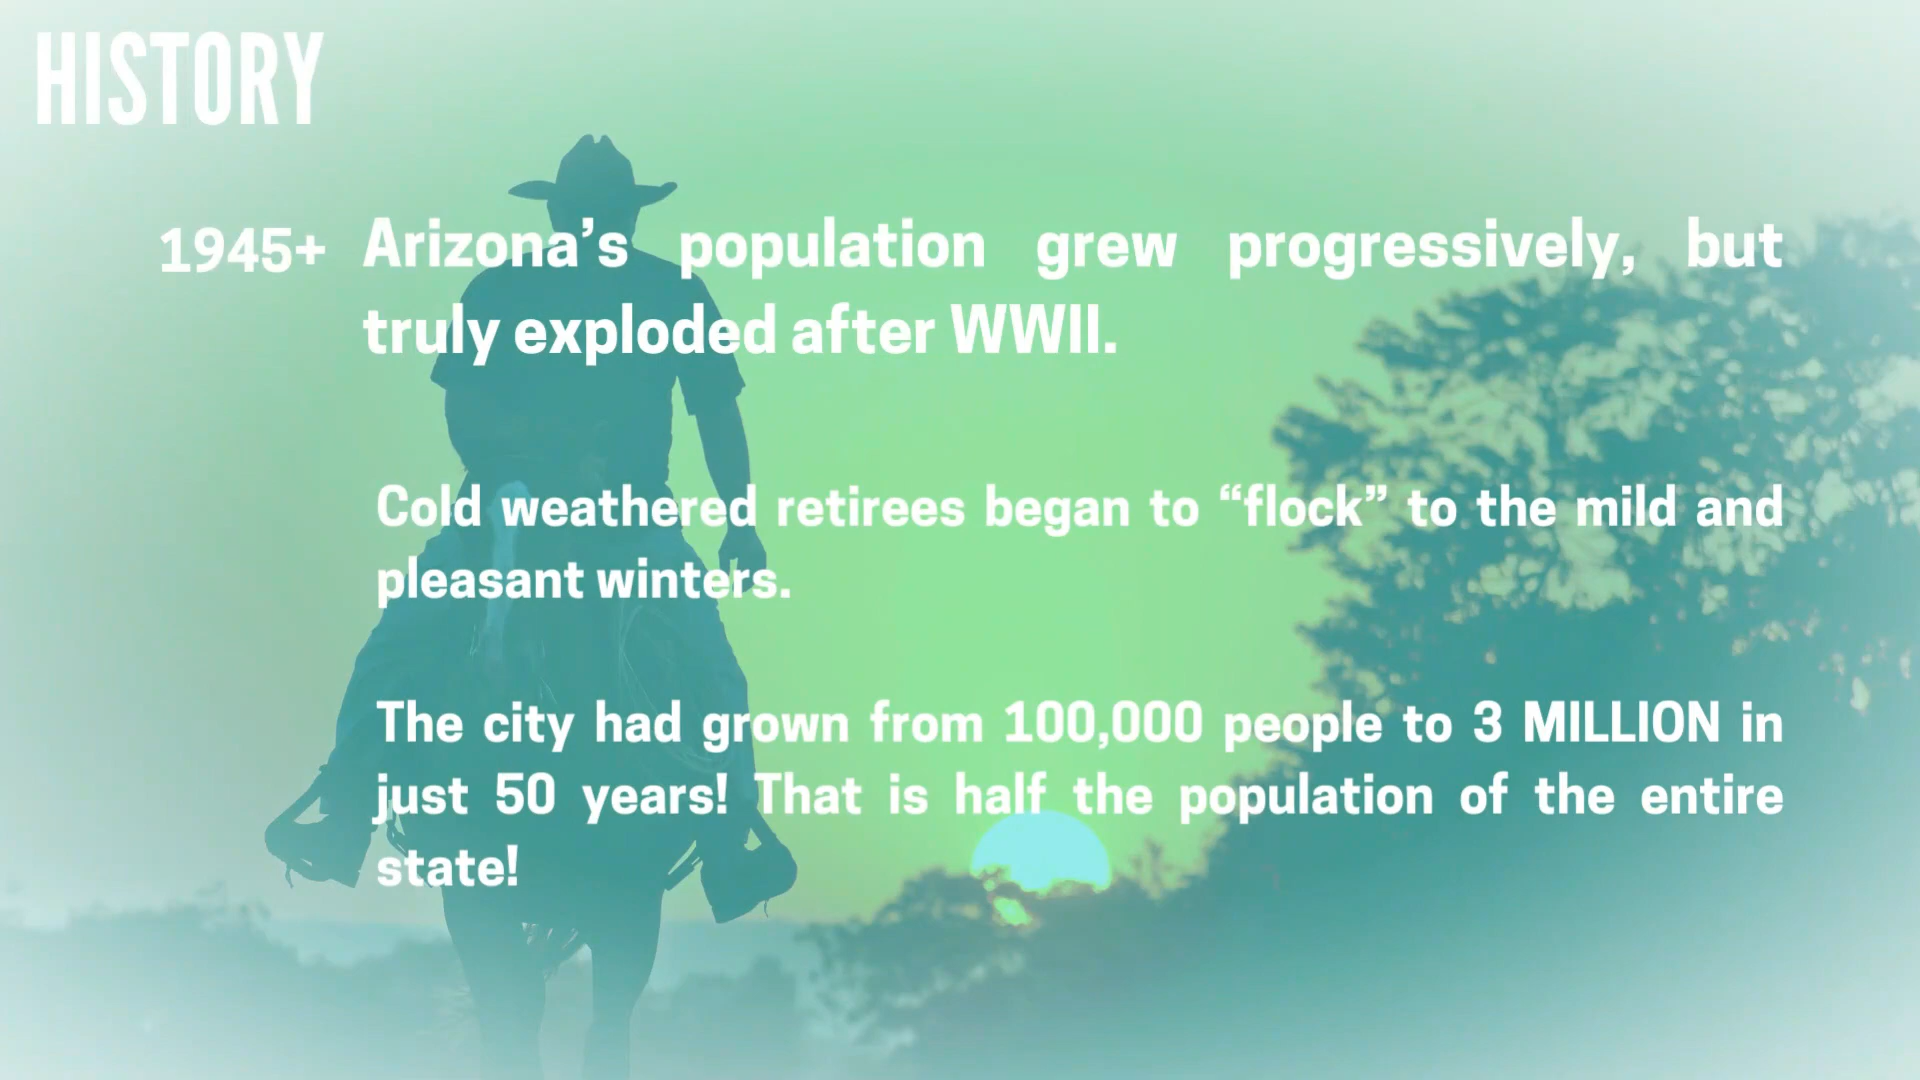 HISTORY
1945+ Arizona’s population grew progressively, but
truly exploded after WWII.
Cold weathered retirees began to “flock” to the mild and
pleasant winters.
The city had grown from 100,000 people to 3 MILLION in
just 50 years! That is half the population of the entire
state!